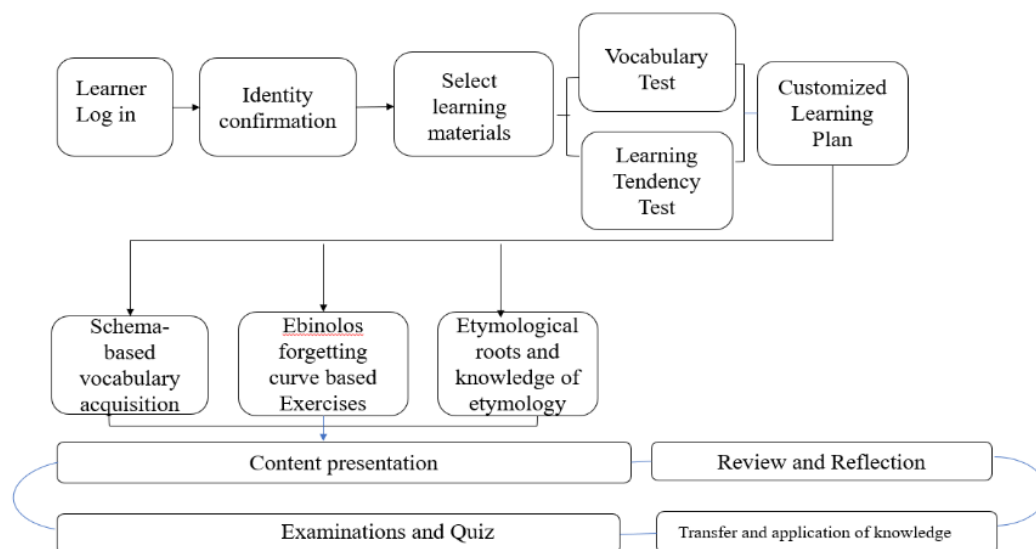 Learner
Log in
Identity
confirmation
Select
learning
materials
Vocabulary
Test
Learning
Tendency
Test
Customized
Learning
Plan
Schema-
based
vocabulary
acquisition
Ebinolos
forgetting
curve based
Exercises
Etymological
roots and
knowledge of
etymology
Content presentation
Review and Reflection
Examinations and Quiz
Transfer and application of knowledge